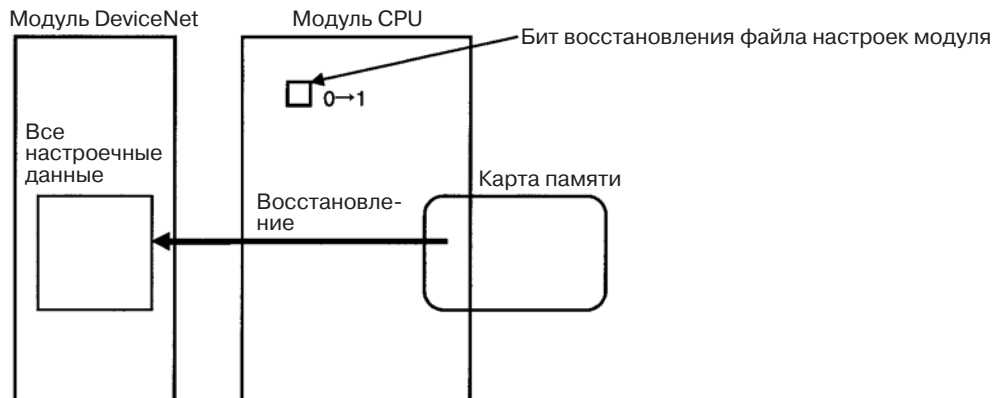 Модуль DeviceNet
Модуль CPU
Бит восстановления файла настроек модуля
0→1
Все
настроечные
данные
Карта памяти
Восстановле-
ние